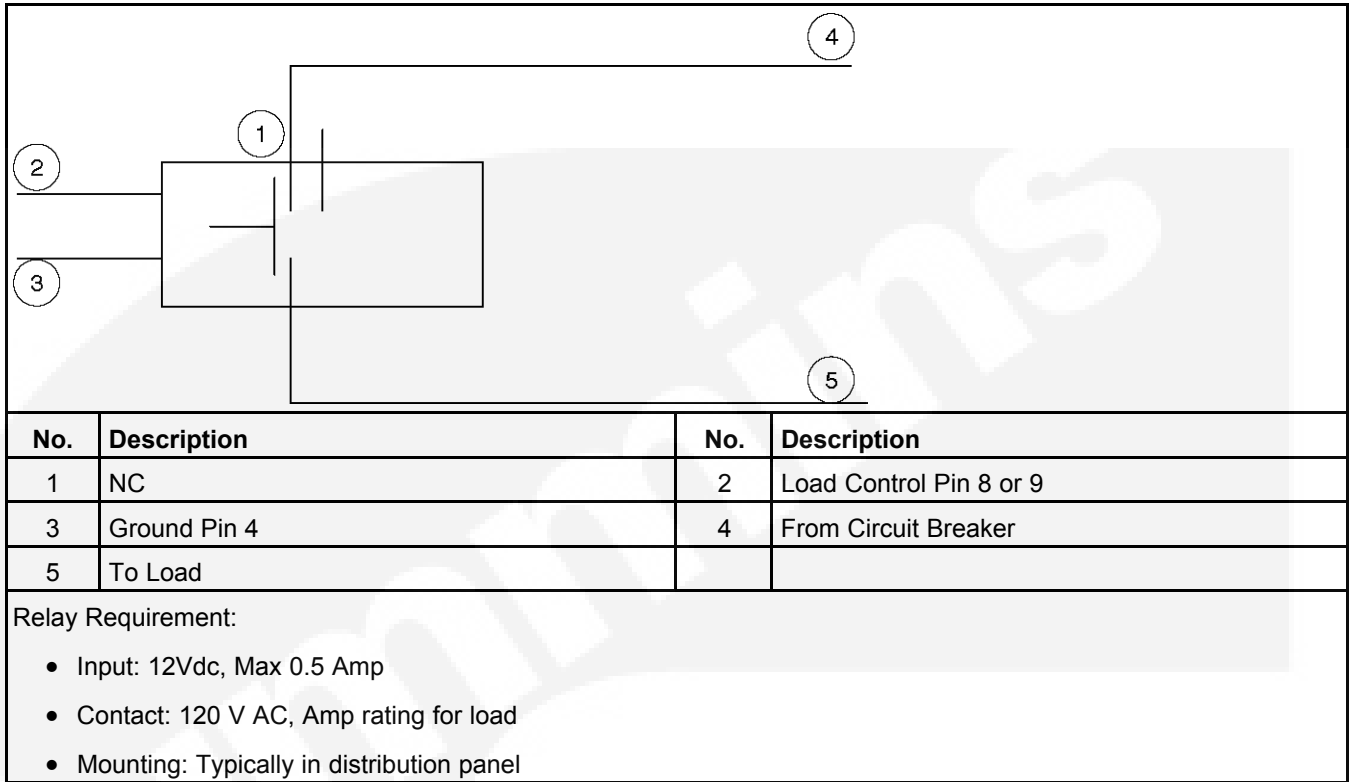 4
1
2
3
5
No. Description No. Description
1 NC 2 Load Control Pin 8 or 9
3 Ground Pin 4 4 From Circuit Breaker
5 To Load
Relay Requirement:
• Input: 12Vdc, Max 0.5 Amp
• Contact: 120 V AC, Amp rating for load
• Mounting: Typically in distribution panel
mmins